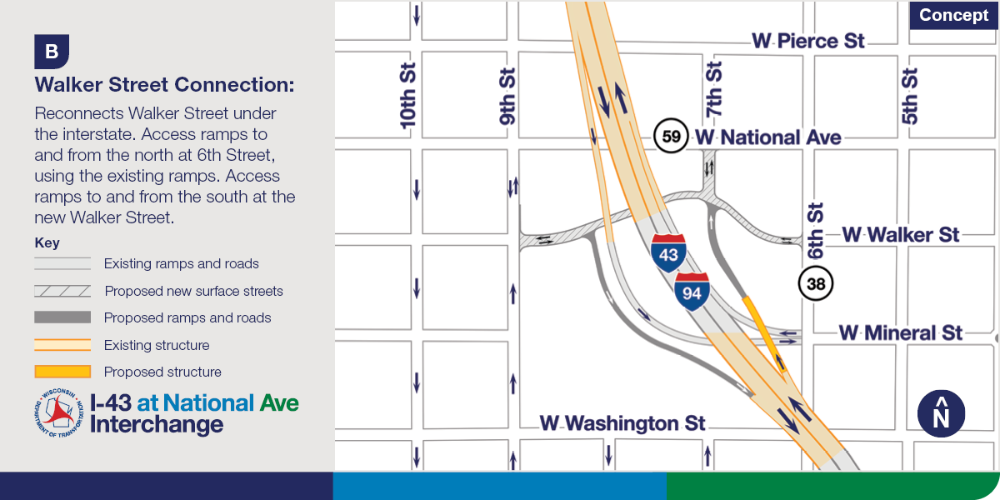 B
Walker Street Connection:
Reconnects Walker Street under
the interstate. Access ramps to
and from the north at 6th Street,
using the existing ramps. Access
ramps to and from the south at the
new Walker Street.
Key
Existing ramps and roads
Proposed new surface streets
Proposed ramps and roads
Existing structure
Proposed structure
WISCONSIN
DEPARTMENT OF TRANSPORTATION
I-43 at National Ave
Interchange
Concept
W Pierce St
10th St
9th St
7th St
5th St
59
W National Ave
6th St
W Walker St
43
94
38
W Mineral St
W Washington St
N